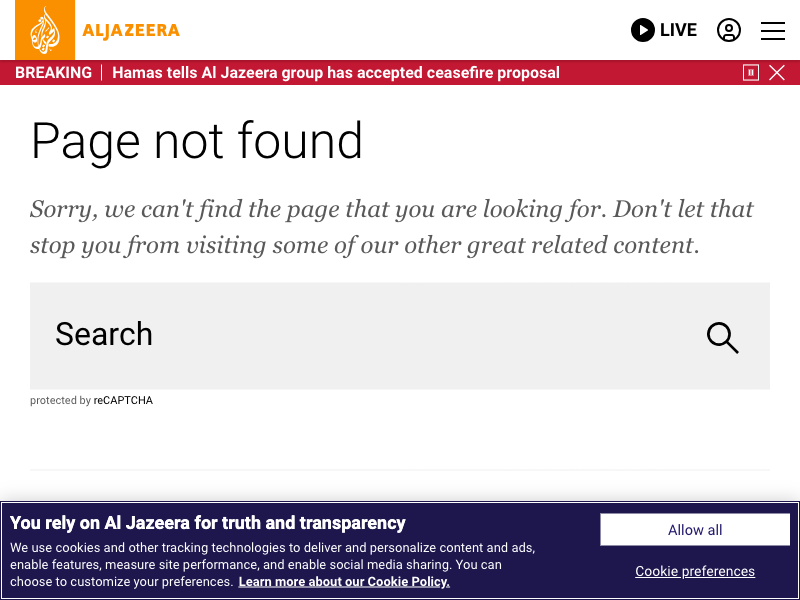 ALJAZEERA
LIVE
BREAKING Hamas tells Al Jazeera group has accepted ceasefire proposal
Page not found
Sorry, we can't find the page that you are looking for. Don't let that
stop you from visiting some of our other great related content.
Search
protected by reCAPTCHA
You rely on Al Jazeera for truth and transparency
We use cookies and other tracking technologies to deliver and personalize content and ads,
enable features, measure site performance, and enable social media sharing. You can
choose to customize your preferences. Learn more about our Cookie Policy.
Allow all
Cookie preferences